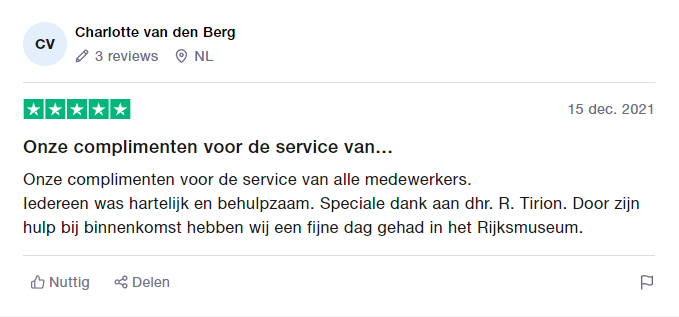 CV
Charlotte van den Berg
3 reviews
NL
15 dec. 2021
Onze complimenten voor de service van…
Onze complimenten voor de service van alle medewerkers.
Iedereen was hartelijk en behulpzaam. Speciale dank aan dhr. R. Tirion. Door zijn
hulp bij binnenkomst hebben wij een fijne dag gehad in het Rijksmuseum.
Nuttig
Delen